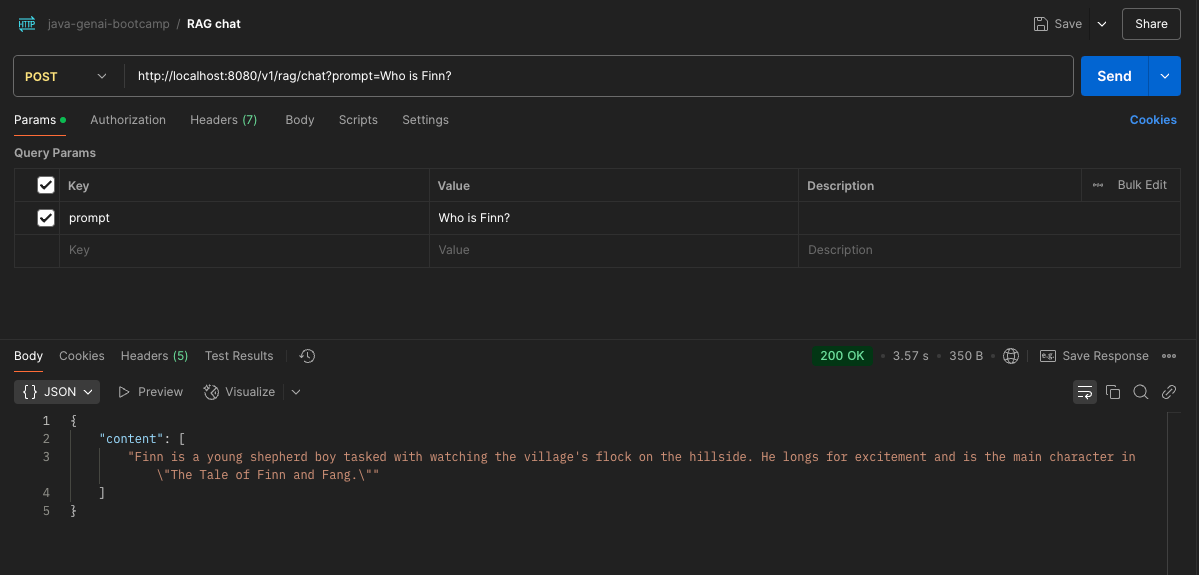 HTTP java-genai-bootcamp / RAG chat Save Share
POST http://localhost:8080/v1/rag/chat?prompt=Who is Finn? Send
Params Authorization Headers (7) Body Scripts Settings Cookies
Query Params
Key Value Description Bulk Edit
prompt Who is Finn?
Key Value Description
Body Cookies Headers (5) Test Results 200 OK 3.57 s 350 B Save Response
{} JSON Preview Visualize
1 {
2 "content": [
3 "Finn is a young shepherd boy tasked with watching the village's flock on the hillside. He longs for excitement and is the main character in
\"The Tale of Finn and Fang.\""
4 ]
5 }